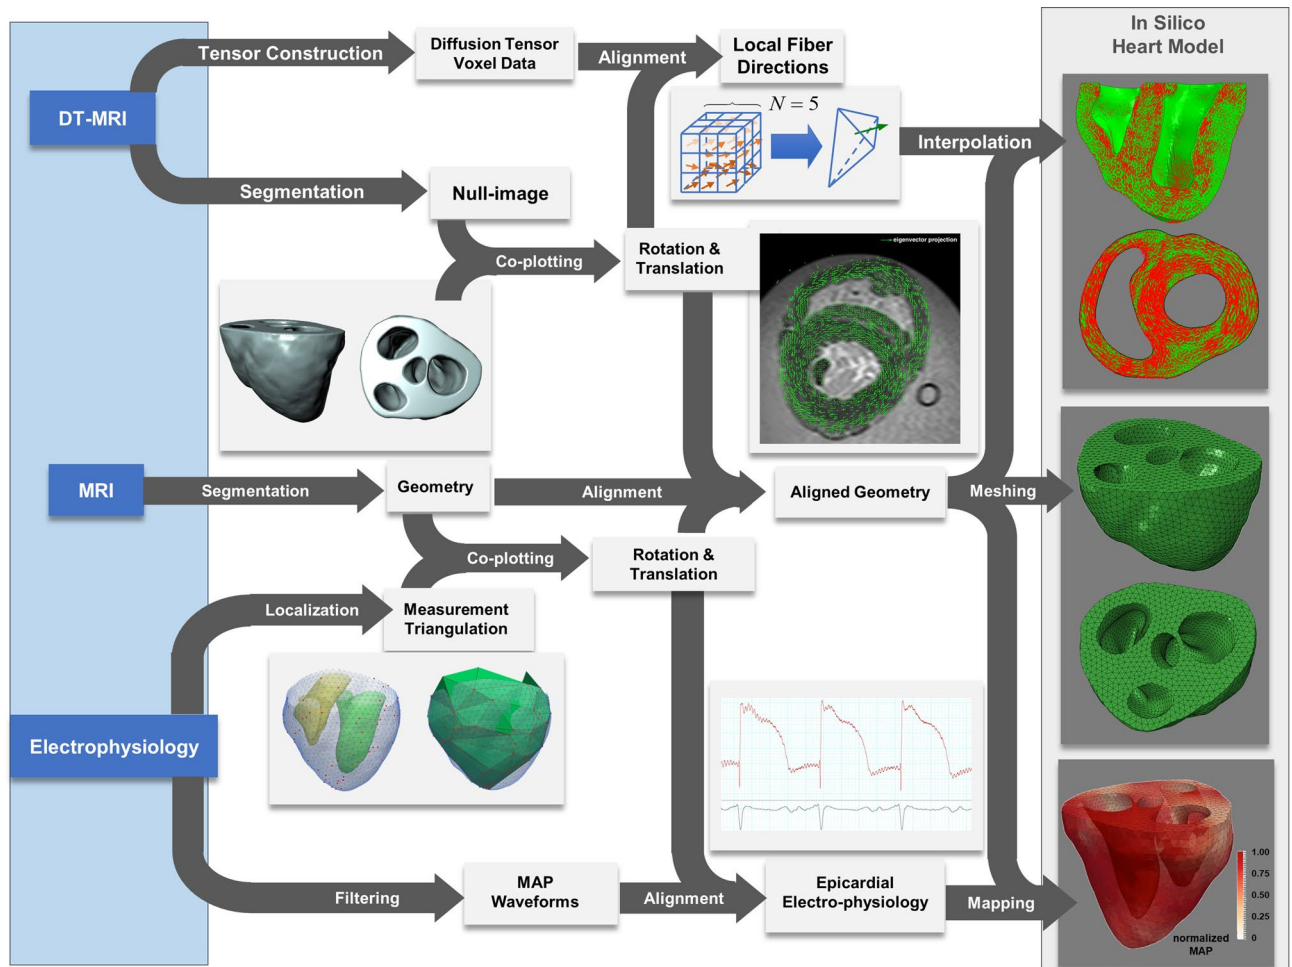 In Silico
Heart Model
Tensor Construction
Diffusion Tensor
Voxel Data
Alignment
Local Fiber
Directions
DT-MRI
N = 5
Interpolation
Segmentation
Null-image
Co-plotting
Rotation &
Translation
eigenvector projection
MRI
Segmentation
Geometry
Alignment
Aligned Geometry
Meshing
Co-plotting
Rotation &
Translation
Localization
Measurement
Triangulation
Electrophysiology
Filtering
MAP
Waveforms
Alignment
Epicardial
Electro-physiology
Mapping
1.00
0.75
0.50
0.25
0
normalized
MAP